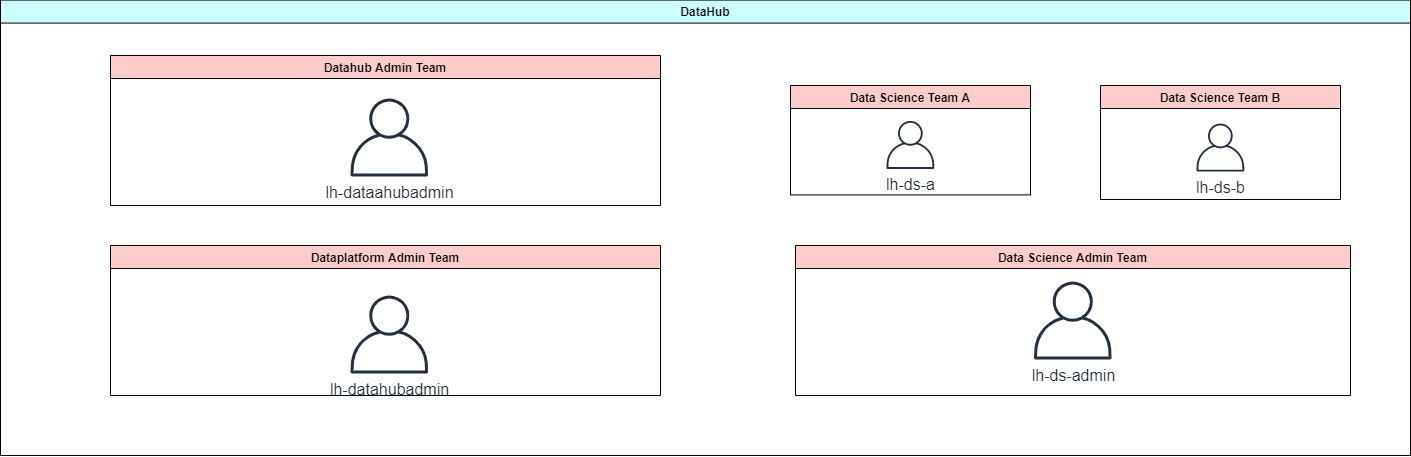 DataHub
Datahub Admin Team
lh-dataahubadmin
Data Science Team A
lh-ds-a
Data Science Team B
lh-ds-b
Dataplatform Admin Team
lh-datahubadmin
Data Science Admin Team
lh-ds-admin